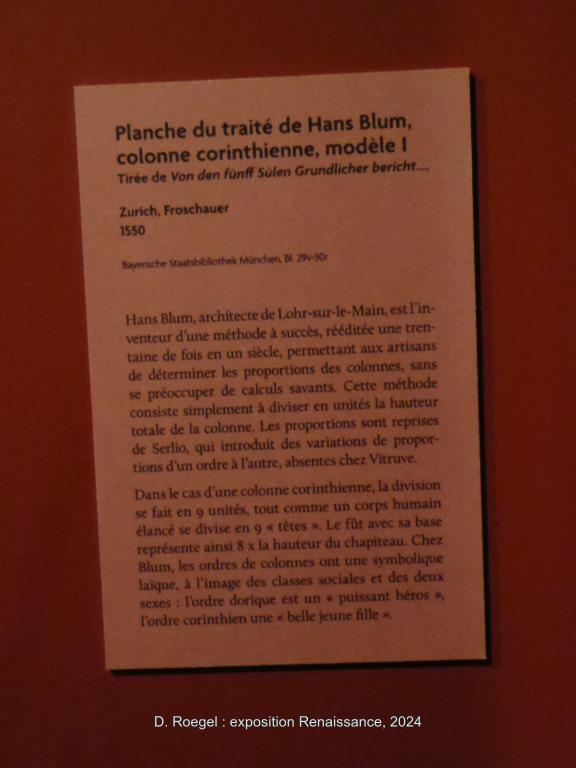 Planche du traité de Hans Blum,
colonne corinthienne, modèle I
Tirée de Von den fünff Sülen Grundlicher bericht...,
Zurich, Froschauer
1550
Bayerische Staatsbibliothek München, Bl. 29v-30r
Hans Blum, architecte de Lohr-sur-le-Main, est l'in-
venteur d'une méthode à succès, rééditée une tren-
taine de fois en un siècle, permettant aux artisans
de déterminer les proportions des colonnes, sans
se préoccuper de calculs savants. Cette méthode
consiste simplement à diviser en unités la hauteur
totale de la colonne. Les proportions sont reprises
de Serlio, qui introduit des variations de propor-
tions d'un ordre à l'autre, absentes chez Vitruve.
Dans le cas d'une colonne corinthienne, la division
se fait en 9 unités, tout comme un corps humain
élancé se divise en 9 « têtes ». Le fût avec sa base
représente ainsi 8 x la hauteur du chapiteau. Chez
Blum, les ordres de colonnes ont une symbolique
laïque, à l'image des classes sociales et des deux
sexes : l'ordre dorique est un « puissant héros »,
l'ordre corinthien une « belle jeune fille ».
D. Roegel : exposition Renaissance, 2024